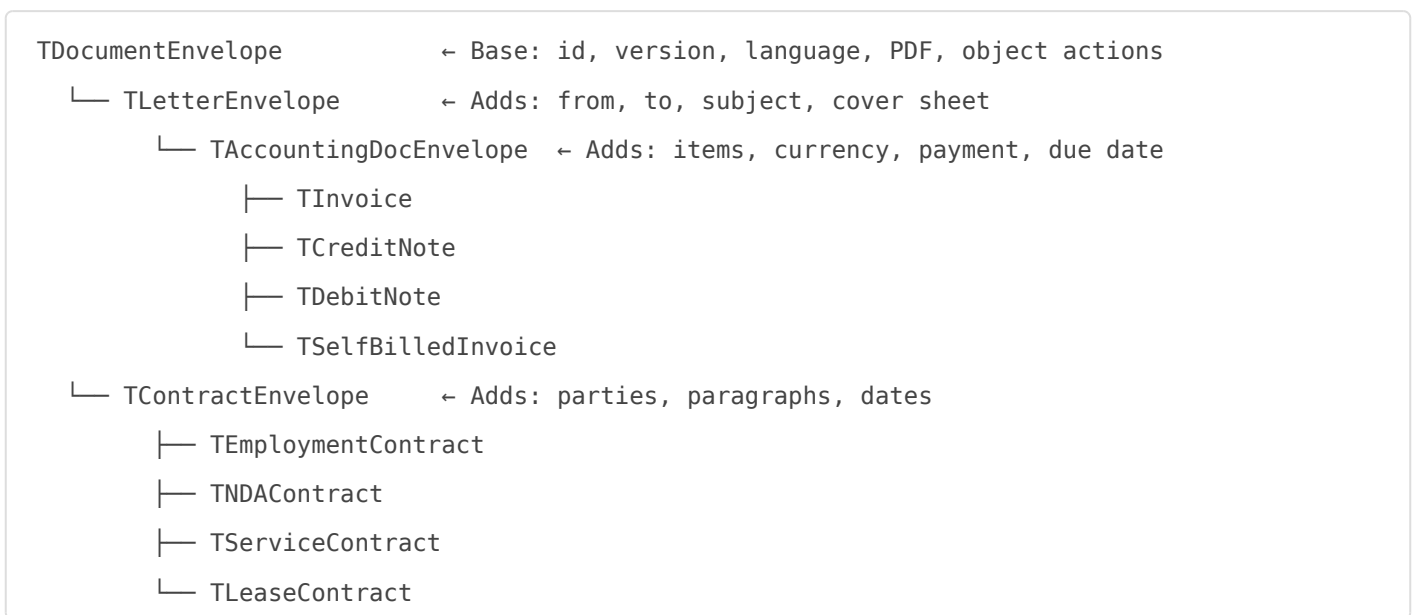 TDocumentEnvelope ← Base: id, version, language, PDF, object actions
└── TLetterEnvelope ← Adds: from, to, subject, cover sheet
└── TAccountingDocEnvelope ← Adds: items, currency, payment, due date
├── TInvoice
├── TCreditNote
├── TDebitNote
└── TSelfBilledInvoice
└── TContractEnvelope ← Adds: parties, paragraphs, dates
├── TEmploymentContract
├── TNDAContract
├── TServiceContract
└── TLeaseContract